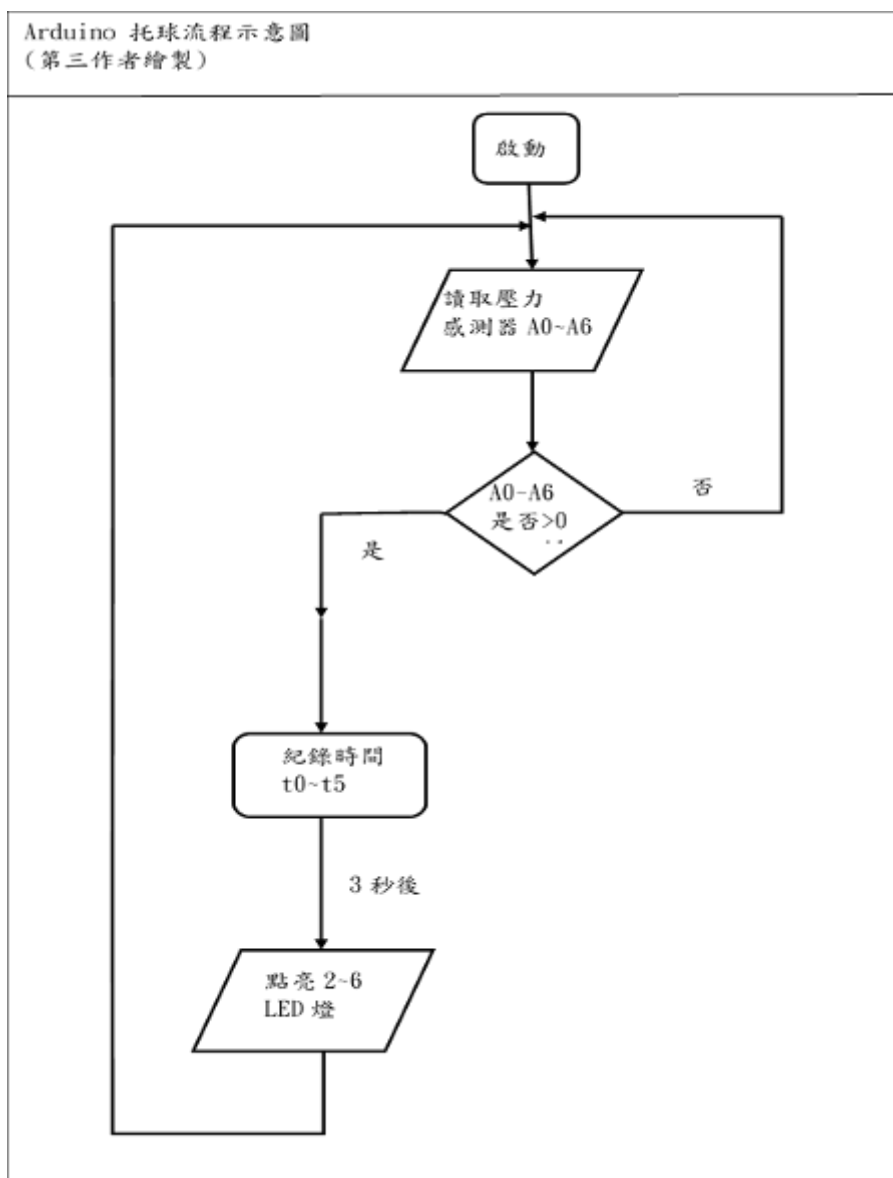 Arduino 托球流程示意圖
(第三作者繪製)
啟動
讀取壓力
感測器 A0~A6
A0-A6
是否>0
否
是
紀錄時間
t0~t5
3 秒後
點亮 2~6
LED 燈